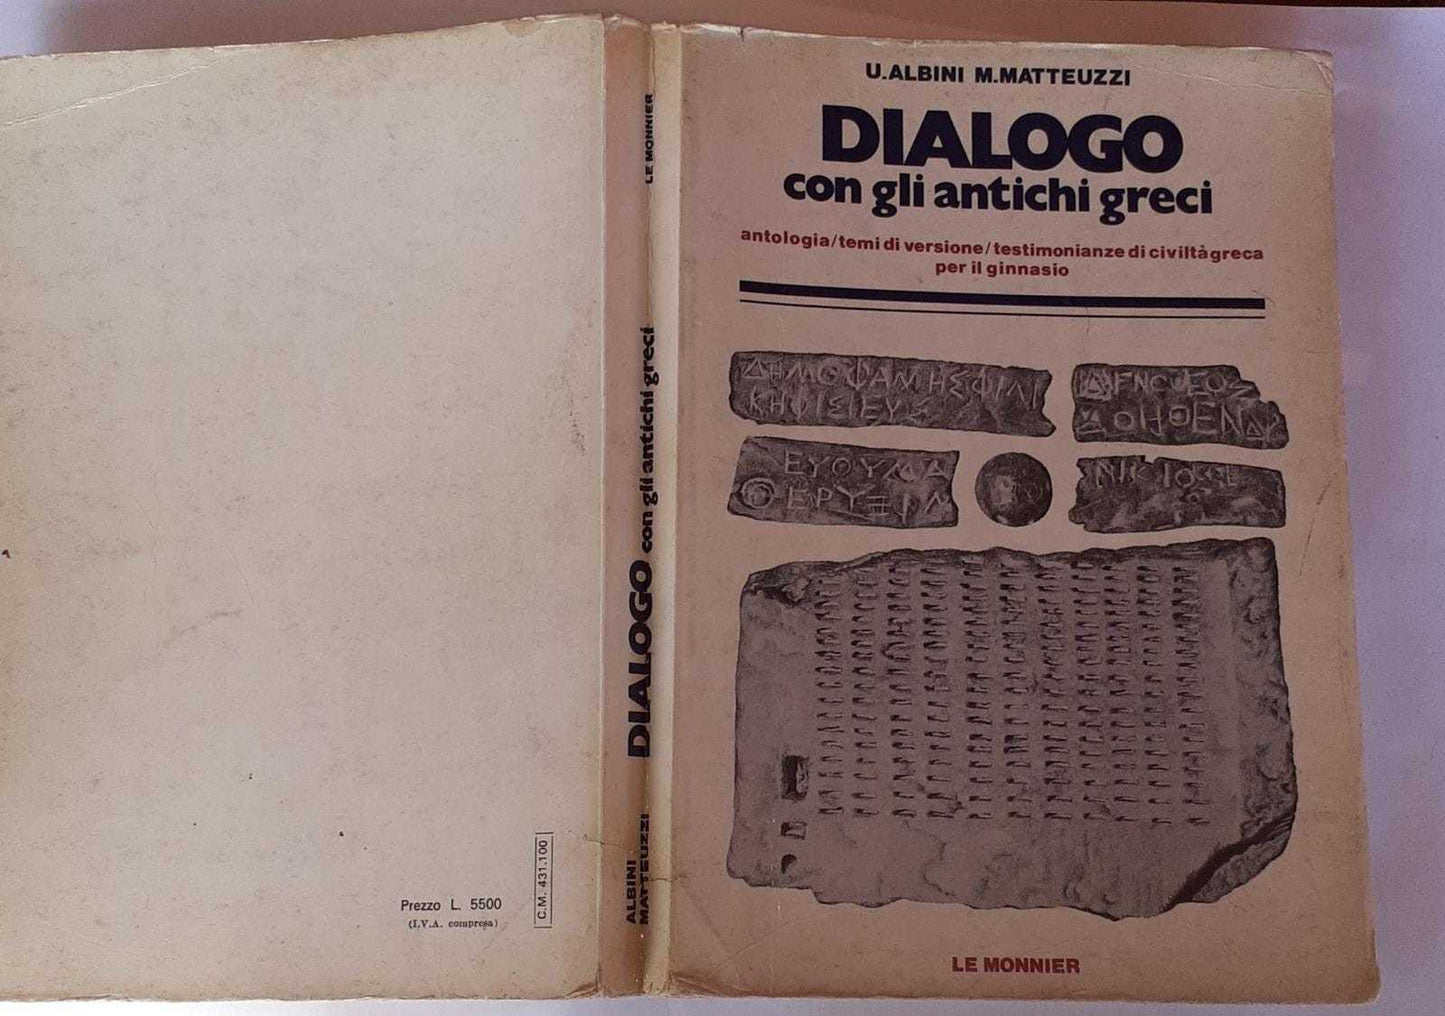 Prezzo L. 5500
(I.V.A. compresa)
C.M. 431.100
ALBINI
MATTEUZZI
DIALOGO con gli antichi greci
LE MONNIER
U.ALBINI M.MATTEUZZI
DIALOGO
con gli antichi greci
antologia/temi di versione/testimonianze di civiltà greca
per il ginnasio
ΕΥΘΥΜΑ
LE MONNIER